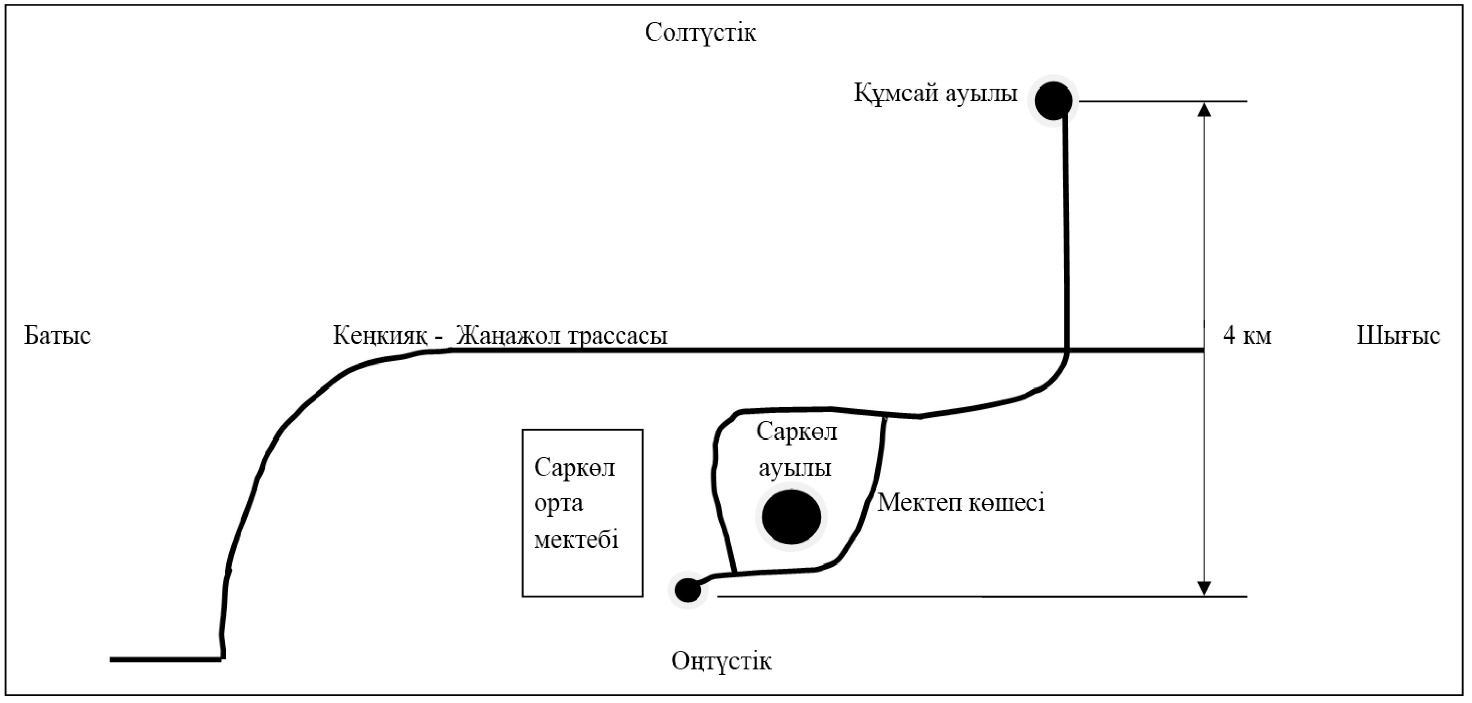 Солтүстік
Құмсай ауылы
Батыс
Кеңкияқ - Жаңажол трассасы
4 км
Шығыс
Саркөл
ауылы
Саркөл
орта
мектебі
Мектеп көшесі
Оңтүстік